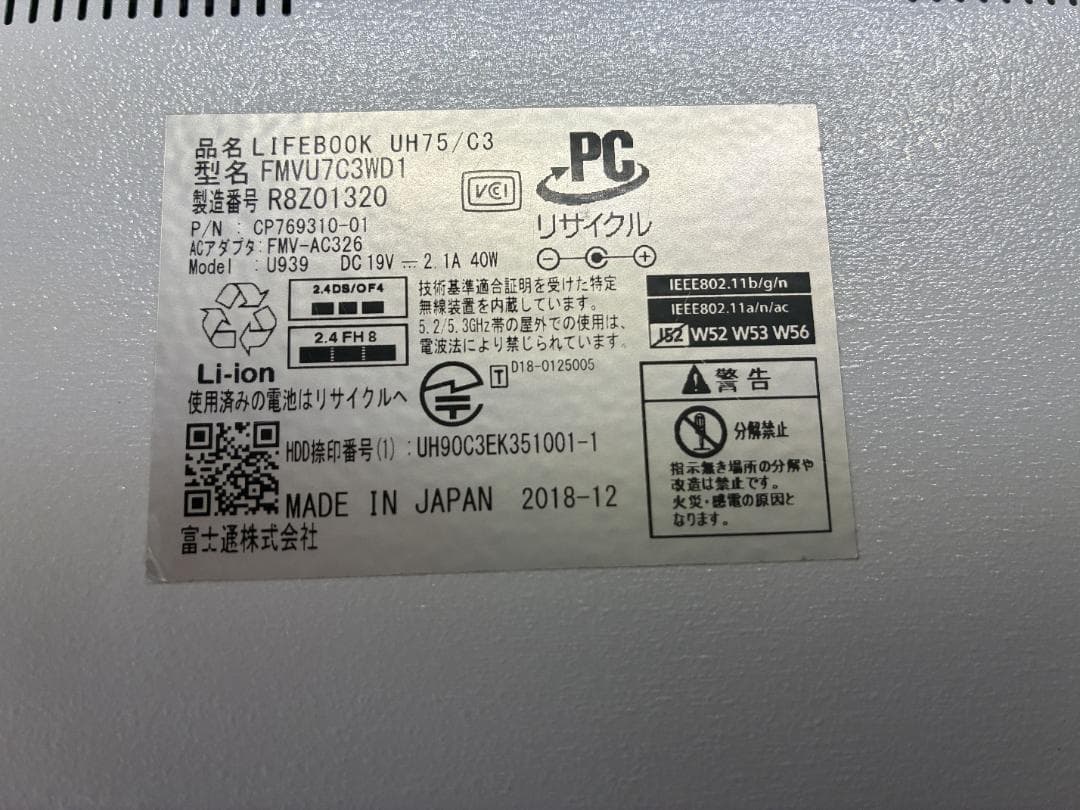 品名 LIFEBOOK UH75/C3
型名 FMVU7C3WD1
製造番号 R8Z01320
P/N : CP769310-01
ACアダプタ: FMV-AC326
Model : U939 DC 19V ⎓ 2.1A 40W
VCCI
PC
リサイクル
2.4DS/OF4
2.4 FH 8
技術基準適合証明を受けた特定
無線装置を内蔵しています。
5.2/5.3GHz帯の屋外での使用は、
電波法により禁じられています。
IEEE802.11b/g/n
IEEE802.11a/n/ac
J52 W52 W53 W56
Li-ion
使用済みの電池はリサイクルへ
T D18-0125005
警告
分解禁止
指示無き場所の分解や
改造は禁止です。
火災・感電の原因と
なります。
HDD捺印番号(1) : UH90C3EK351001-1
MADE IN JAPAN 2018-12
富士通株式会社